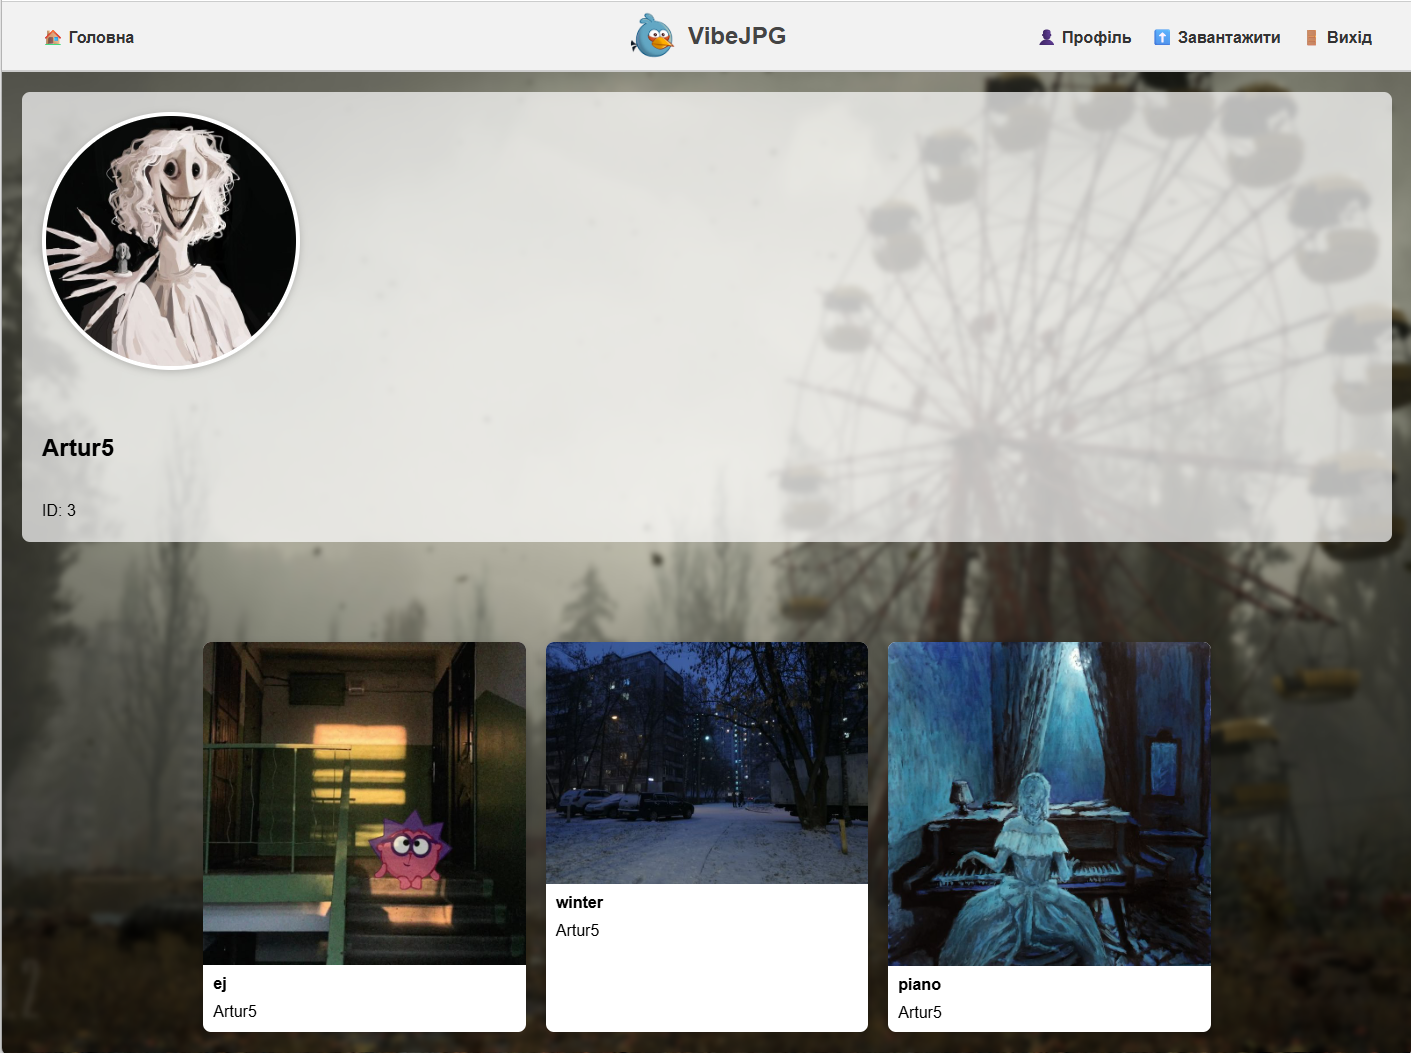 Головна
VibeJPG
Профіль
Завантажити
Вихід
Artur5
ID: 3
ej
Artur5
winter
Artur5
piano
Artur5